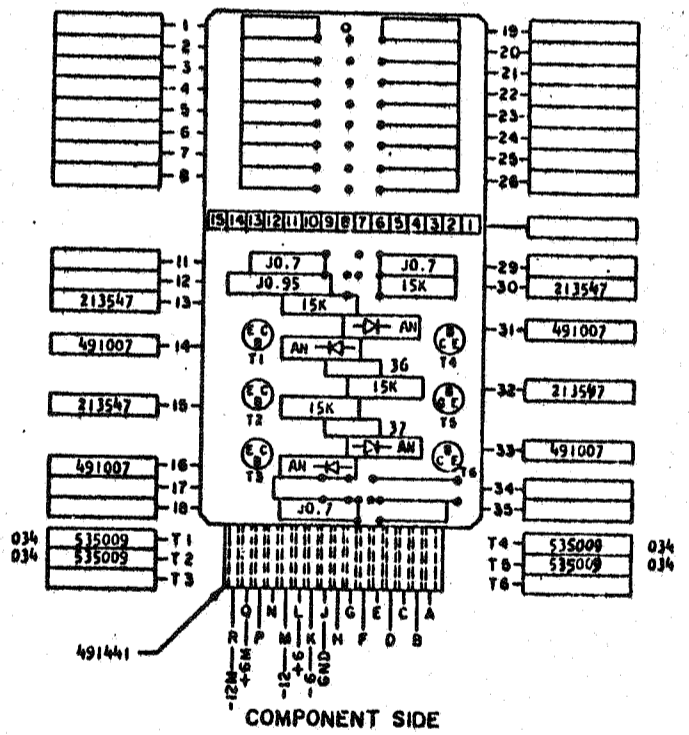 1 19
2 20
3 21
4 22
5 23
6 24
7 25
8 26
15 14 13 12 11 10 9 8 7 6 5 4 3 2 1
11 J0.7 J0.7 29
12 J0.95 15K 30 213547
213547 13 15K
E C B T1 AN B C E T4 31 491007
491007 14 AN
36
15K 32 213547
213547 15 E C B T2 15K B E T5
37
E C B T3 AN B C E T6 33 491007
491007 16 AN
17 34
18 J0.7 35
034 535009 T1 T4 535009 034
034 535009 T2 T5 535009 034
T3 T6
491441
R Q P N M L K J H G F E D C B A
-12M +6M -12 +6 -6 GND
COMPONENT SIDE